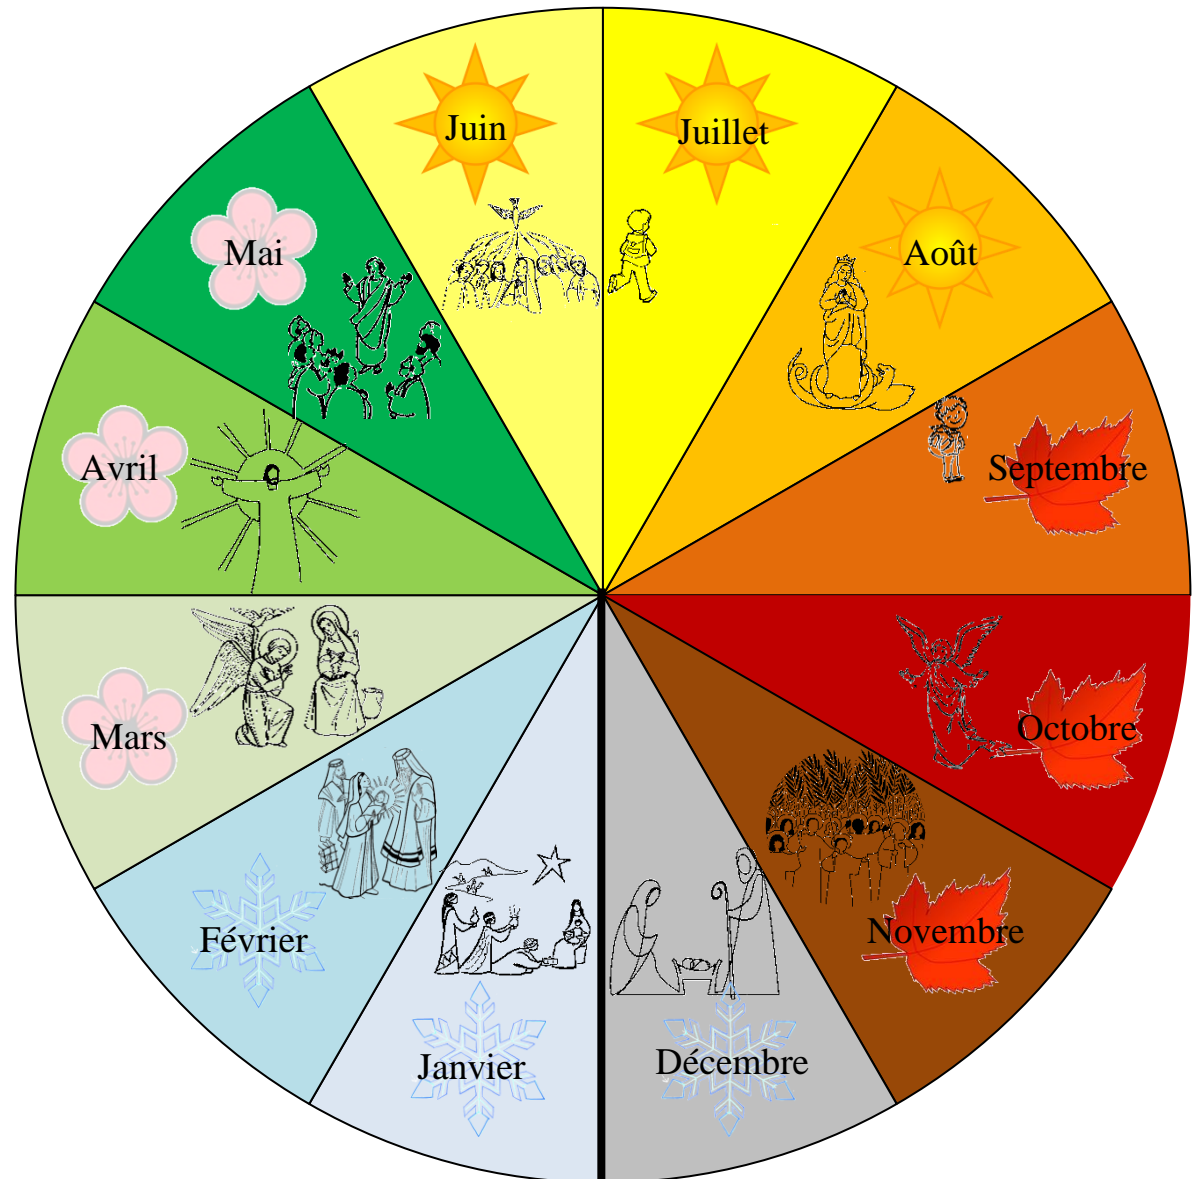 Juin
Juillet
Mai
Août
Avril
Septembre
Mars
Octobre
Février
Novembre
Janvier
Décembre